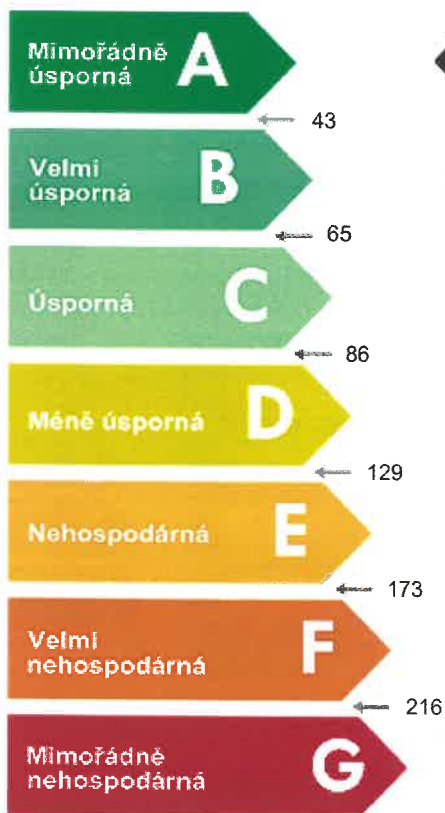 Mimořádně
úsporná
A
43
Velmi
úsporná
B
65
Úsporná
C
86
Méně úsporná
D
129
Nehospodárná
E
173
Velmi
nehospodárná
F
216
Mimořádně
nehospodárná
G